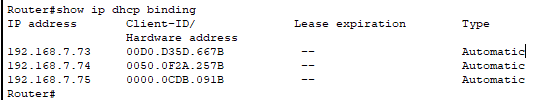 Router#show ip dhcp binding
IP address Client-ID/ Lease expiration Type
Hardware address
192.168.7.73 00D0.D35D.667B -- Automatic
192.168.7.74 0050.0F2A.257B -- Automatic
192.168.7.75 0000.0CDB.091B -- Automatic
Router#